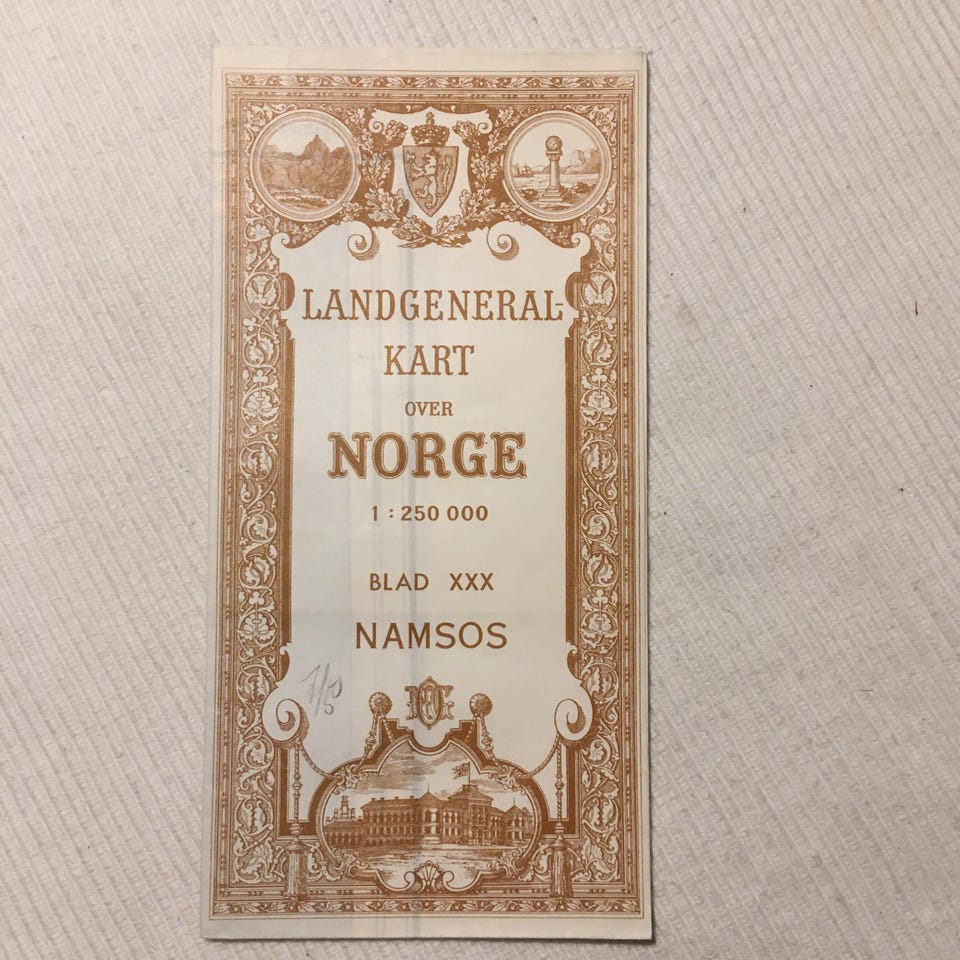 LANDGENERAL-
KART
OVER
NORGE
1 : 250 000
BLAD XXX
NAMSOS